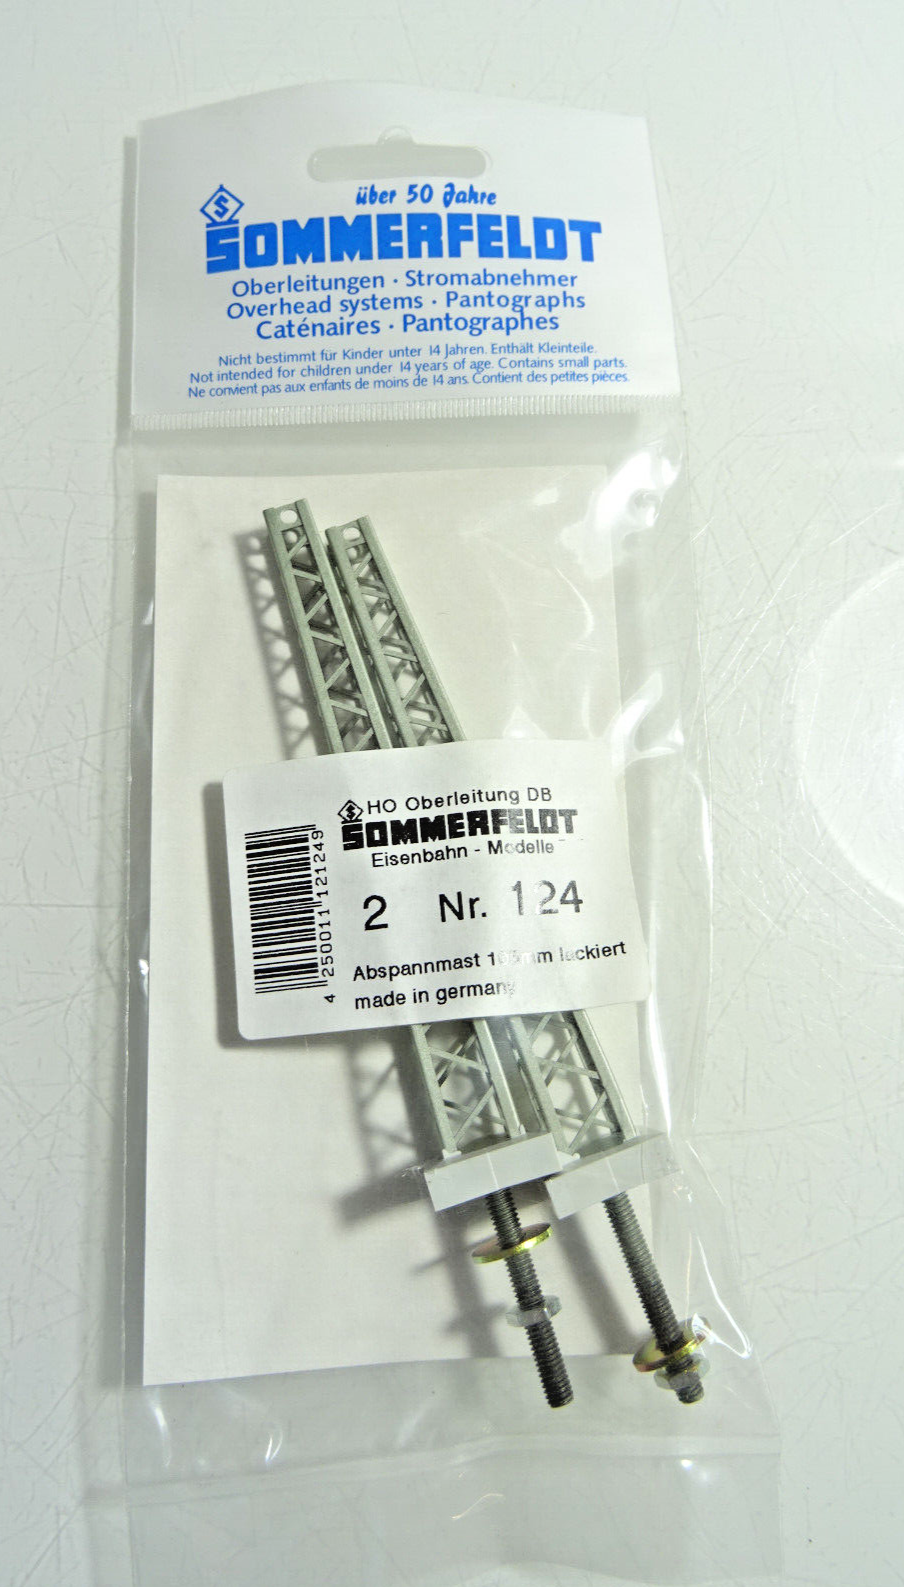 über 50 Jahre
SOMMERFELDT
Oberleitungen · Stromabnehmer
Overhead systems · Pantographs
Caténaires · Pantographes
Nicht bestimmt für Kinder unter 14 Jahren. Enthält Kleinteile.
Not intended for children under 14 years of age. Contains small parts.
Ne convient pas aux enfants de moins de 14 ans. Contient des petites pièces.
HO Oberleitung DB
SOMMERFELDT
Eisenbahn - Modelle
2 Nr. 124
Abspannmast lackiert
made in germany
4 250011 121249